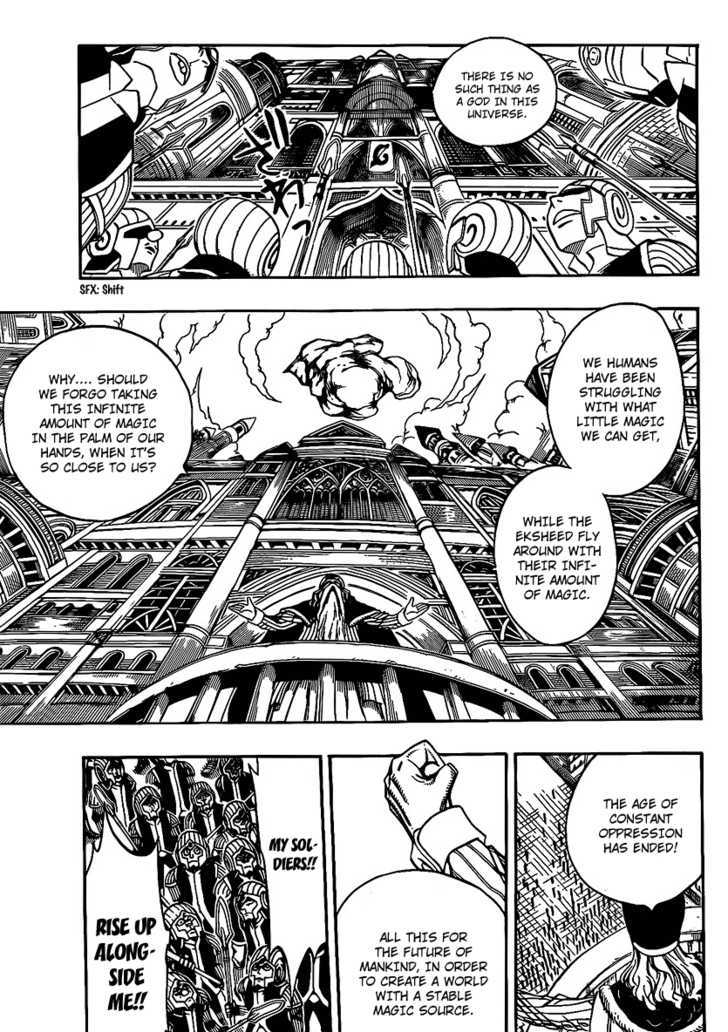 THERE IS NO
SUCH THING AS
A GOD IN THIS
UNIVERSE.
ザ
わ
っ
SFX: Shift
WE HUMANS
HAVE BEEN
STRUGGLING
WITH WHAT
LITTLE MAGIC
WE CAN GET,
WHILE THE
EKSHEED FLY
AROUND WITH
THEIR INFI-
NITE AMOUNT
OF MAGIC.
WHY.... SHOULD
WE FORGO TAKING
THIS INFINITE
AMOUNT OF MAGIC
IN THE PALM OF OUR
HANDS, WHEN IT'S
SO CLOSE TO US?
THE AGE OF
CONSTANT
OPPRESSION
HAS ENDED!
ALL THIS FOR
THE FUTURE OF
MANKIND, IN ORDER
TO CREATE A WORLD
WITH A STABLE
MAGIC SOURCE.
MY SOL-
DIERS!!
RISE UP
ALONG-
SIDE
ME!!